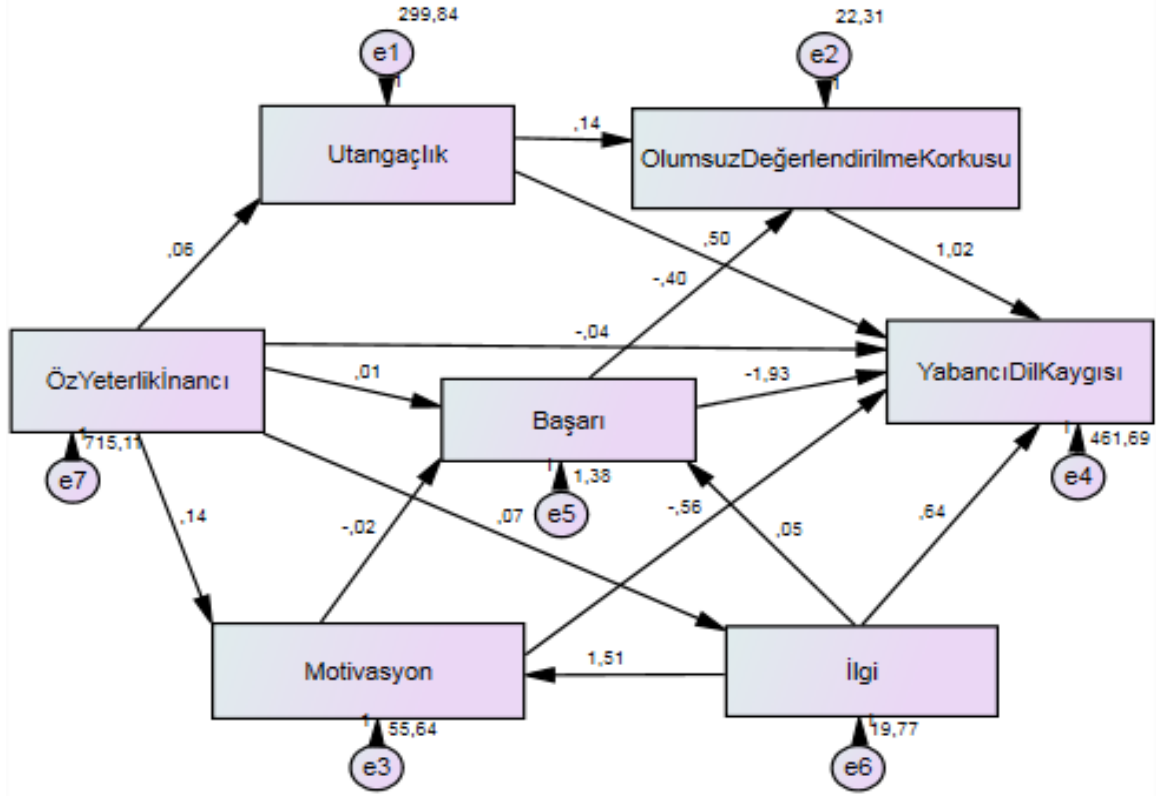 299,84
22,31
e1
e2
1
1
Utangaçlık
,14
OlumsuzDeğerlendirilmeKorkusu
,06
,50
1,02
-,40
-,04
ÖzYeterlikİnancı
,01
-1,93
YabancıDilKaygısı
Başarı
1
715,11
1
461,69
e7
1
1,38
e4
,14
-,02
,07
e5
-,56
,05
,64
Motivasyon
1,51
İlgi
1
55,64
1
19,77
e3
e6